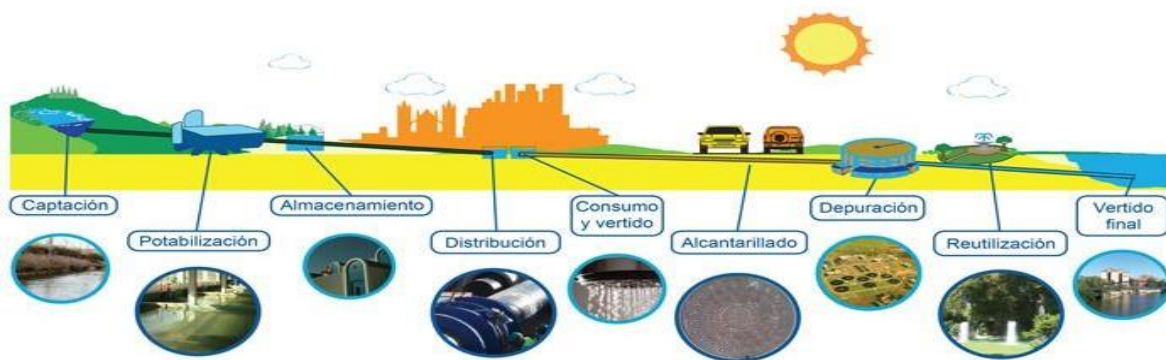 Captación
Potabilización
Almacenamiento
Distribución
Consumo
y vertido
Alcantarillado
Depuración
Reutilización
Vertido
final